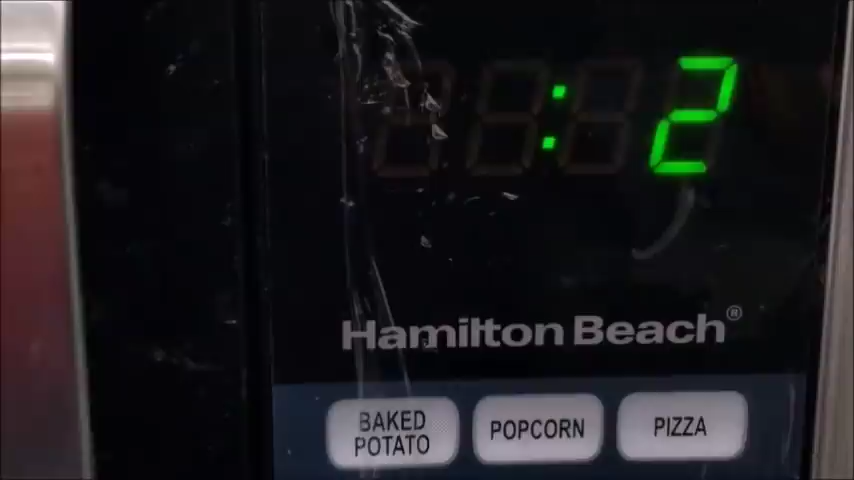 : 2
Hamilton Beach®
BAKED POTATO
POPCORN
PIZZA